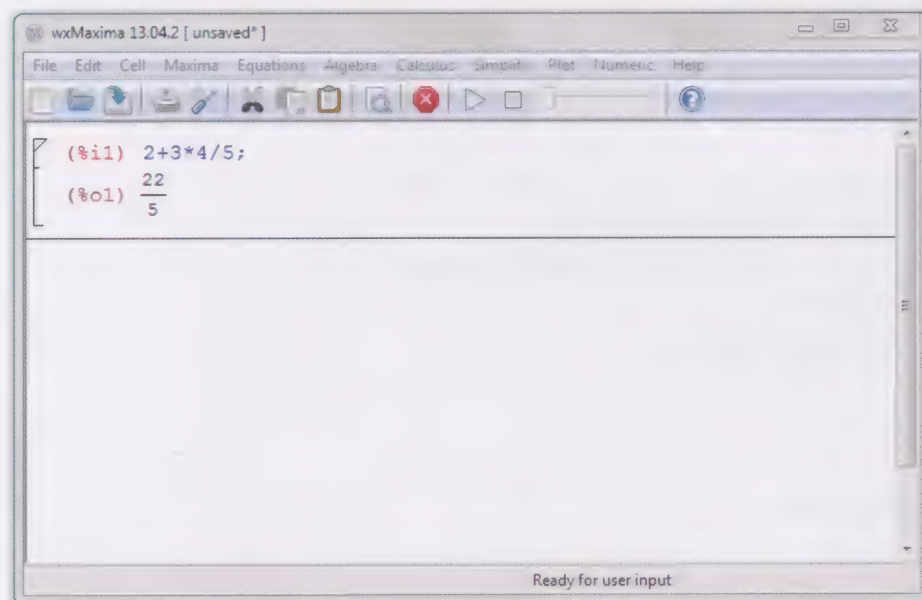 wxMaxima 13.04.2 [ unsaved* ]
File Edit Cell Maxima Equations Algebra Calculus Simplify Plot Numeric Help
(%i1) 2+3*4/5;
(%o1) 22
5
Ready for user input